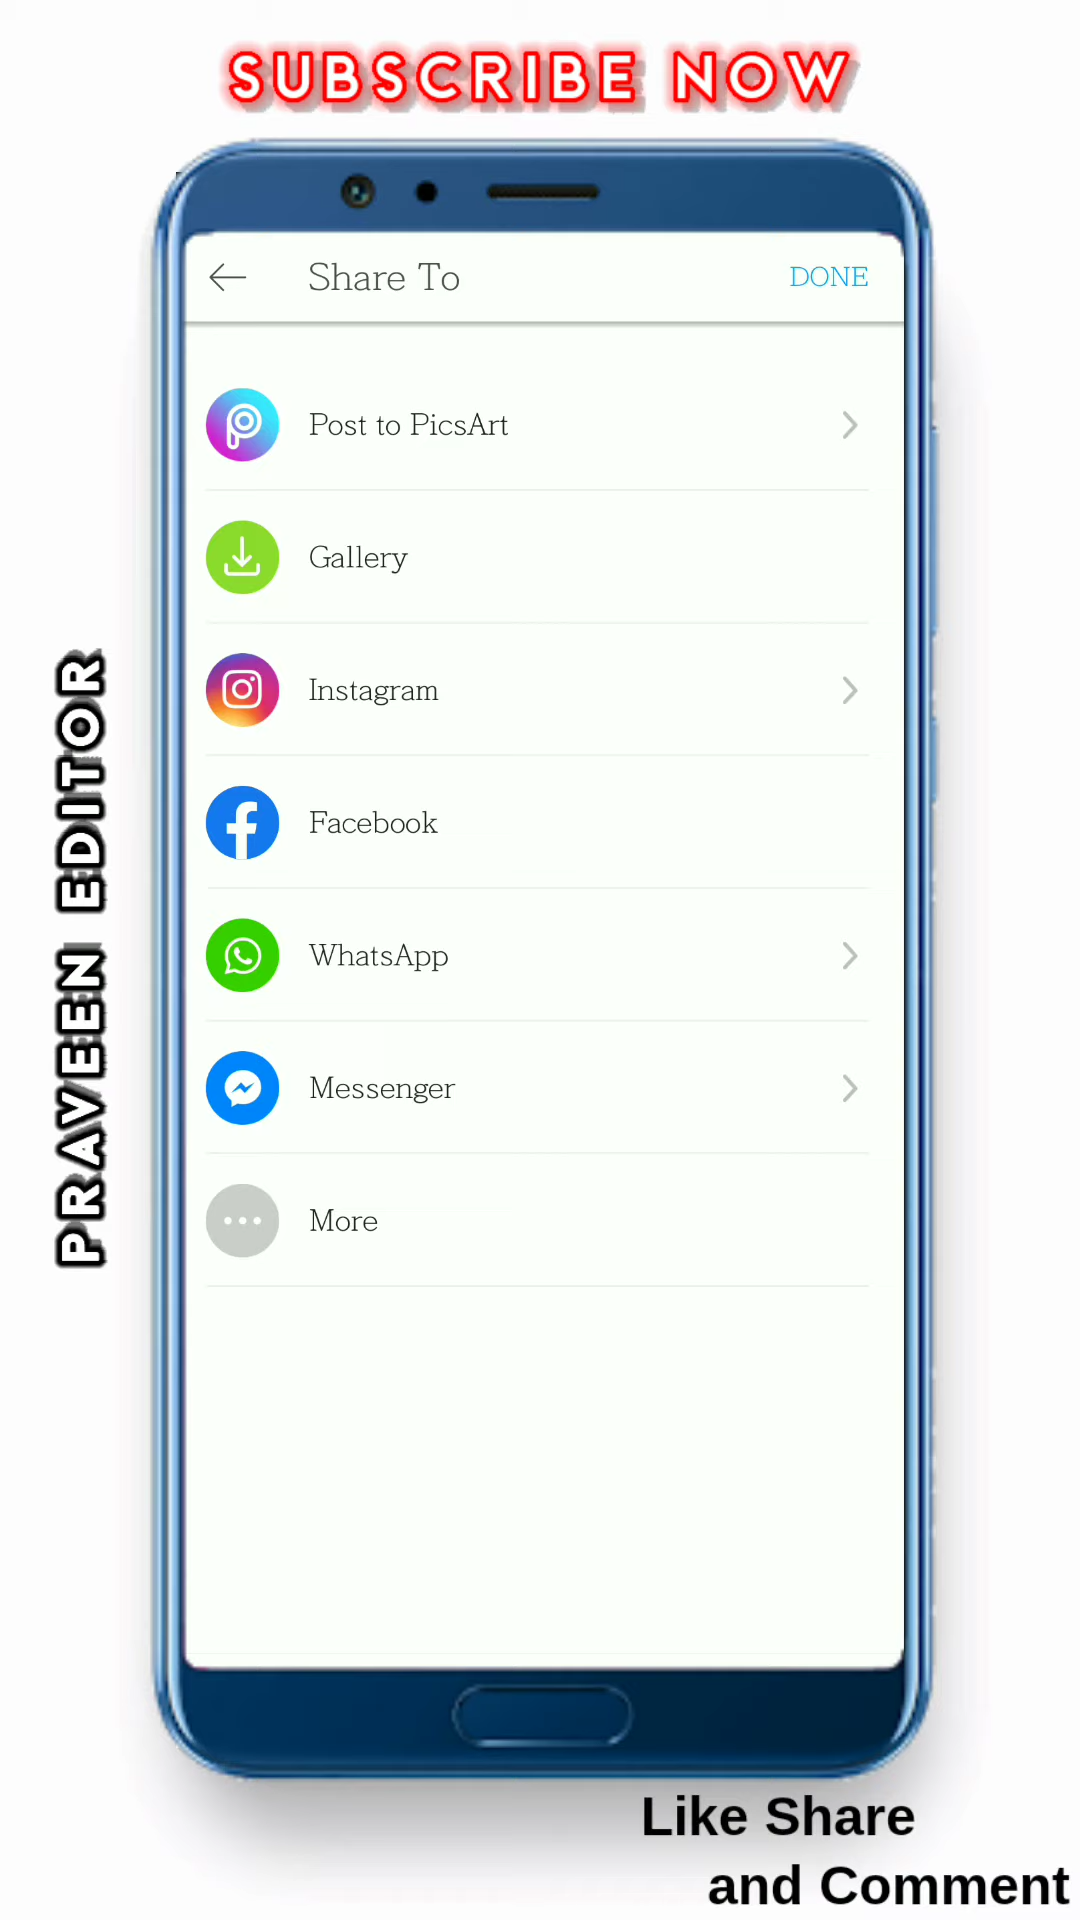 SUBSCRIBE NOW
Share To
DONE
Post to PicsArt
Gallery
Instagram
Facebook
WhatsApp
Messenger
More
PRAVEEN EDITOR
Like Share
and Comment